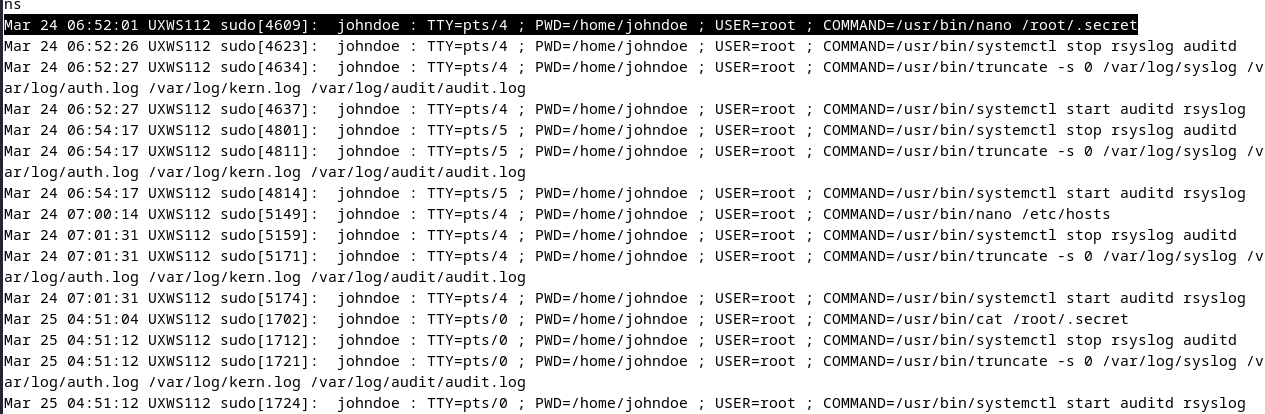 ns
Mar 24 06:52:01 UXWS112 sudo[4609]:  johndoe : TTY=pts/4 ; PWD=/home/johndoe ; USER=root ; COMMAND=/usr/bin/nano /root/.secret
Mar 24 06:52:26 UXWS112 sudo[4623]:  johndoe : TTY=pts/4 ; PWD=/home/johndoe ; USER=root ; COMMAND=/usr/bin/systemctl stop rsyslog auditd
Mar 24 06:52:27 UXWS112 sudo[4634]:  johndoe : TTY=pts/4 ; PWD=/home/johndoe ; USER=root ; COMMAND=/usr/bin/truncate -s 0 /var/log/syslog /v
ar/log/auth.log /var/log/kern.log /var/log/audit/audit.log
Mar 24 06:52:27 UXWS112 sudo[4637]:  johndoe : TTY=pts/4 ; PWD=/home/johndoe ; USER=root ; COMMAND=/usr/bin/systemctl start auditd rsyslog
Mar 24 06:54:17 UXWS112 sudo[4801]:  johndoe : TTY=pts/5 ; PWD=/home/johndoe ; USER=root ; COMMAND=/usr/bin/systemctl stop rsyslog auditd
Mar 24 06:54:17 UXWS112 sudo[4811]:  johndoe : TTY=pts/5 ; PWD=/home/johndoe ; USER=root ; COMMAND=/usr/bin/truncate -s 0 /var/log/syslog /v
ar/log/auth.log /var/log/kern.log /var/log/audit/audit.log
Mar 24 06:54:17 UXWS112 sudo[4814]:  johndoe : TTY=pts/5 ; PWD=/home/johndoe ; USER=root ; COMMAND=/usr/bin/systemctl start auditd rsyslog
Mar 24 07:00:14 UXWS112 sudo[5149]:  johndoe : TTY=pts/4 ; PWD=/home/johndoe ; USER=root ; COMMAND=/usr/bin/nano /etc/hosts
Mar 24 07:01:31 UXWS112 sudo[5159]:  johndoe : TTY=pts/4 ; PWD=/home/johndoe ; USER=root ; COMMAND=/usr/bin/systemctl stop rsyslog auditd
Mar 24 07:01:31 UXWS112 sudo[5171]:  johndoe : TTY=pts/4 ; PWD=/home/johndoe ; USER=root ; COMMAND=/usr/bin/truncate -s 0 /var/log/syslog /v
ar/log/auth.log /var/log/kern.log /var/log/audit/audit.log
Mar 24 07:01:31 UXWS112 sudo[5174]:  johndoe : TTY=pts/4 ; PWD=/home/johndoe ; USER=root ; COMMAND=/usr/bin/systemctl start auditd rsyslog
Mar 25 04:51:04 UXWS112 sudo[1702]:  johndoe : TTY=pts/0 ; PWD=/home/johndoe ; USER=root ; COMMAND=/usr/bin/cat /root/.secret
Mar 25 04:51:12 UXWS112 sudo[1712]:  johndoe : TTY=pts/0 ; PWD=/home/johndoe ; USER=root ; COMMAND=/usr/bin/systemctl stop rsyslog auditd
Mar 25 04:51:12 UXWS112 sudo[1721]:  johndoe : TTY=pts/0 ; PWD=/home/johndoe ; USER=root ; COMMAND=/usr/bin/truncate -s 0 /var/log/syslog /v
ar/log/auth.log /var/log/kern.log /var/log/audit/audit.log
Mar 25 04:51:12 UXWS112 sudo[1724]:  johndoe : TTY=pts/0 ; PWD=/home/johndoe ; USER=root ; COMMAND=/usr/bin/systemctl start auditd rsyslog